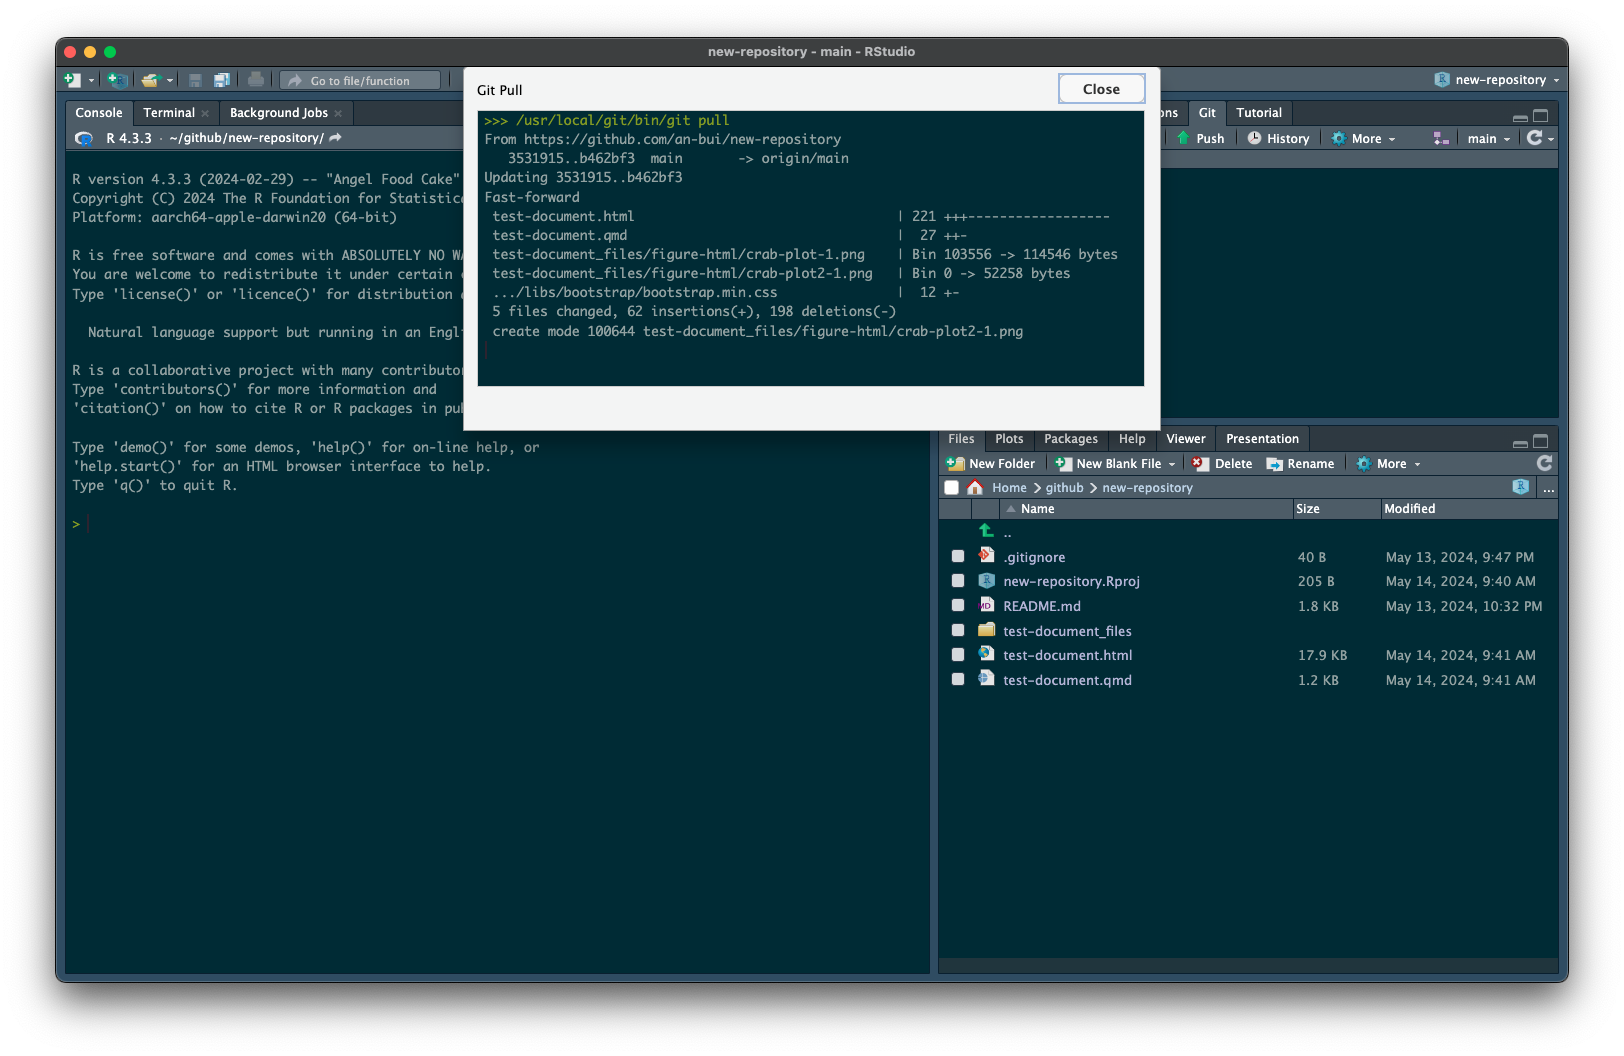 new-repository - main - RStudio
Go to file/function
new-repository
Console
Terminal
Background Jobs
R 4.3.3 · ~/github/new-repository/
R version 4.3.3 (2024-02-29) -- "Angel Food Cake"
Copyright (C) 2024 The R Foundation for Statistic
Platform: aarch64-apple-darwin20 (64-bit)
R is free software and comes with ABSOLUTELY NO W
You are welcome to redistribute it under certain
Type 'license()' or 'licence()' for distribution
Natural language support but running in an Engl
R is a collaborative project with many contributo
Type 'contributors()' for more information and
'citation()' on how to cite R or R packages in pu
Type 'demo()' for some demos, 'help()' for on-line help, or
'help.start()' for an HTML browser interface to help.
Type 'q()' to quit R.
>
Git Pull
Close
>>> /usr/local/git/bin/git pull
From https://github.com/an-bui/new-repository
3531915..b462bf3  main       -> origin/main
Updating 3531915..b462bf3
Fast-forward
test-document.html | 221 +++------------------
test-document.qmd | 27 ++-
test-document_files/figure-html/crab-plot-1.png | Bin 103556 -> 114546 bytes
test-document_files/figure-html/crab-plot2-1.png | Bin 0 -> 52258 bytes
.../libs/bootstrap/bootstrap.min.css | 12 +-
5 files changed, 62 insertions(+), 198 deletions(-)
create mode 100644 test-document_files/figure-html/crab-plot2-1.png
ns
Git
Tutorial
Push
History
More
main
Files
Plots
Packages
Help
Viewer
Presentation
New Folder
New Blank File
Delete
Rename
More
Home
github
new-repository
...
Name Size Modified
..
.gitignore 40 B May 13, 2024, 9:47 PM
new-repository.Rproj 205 B May 14, 2024, 9:40 AM
README.md 1.8 KB May 13, 2024, 10:32 PM
test-document_files
test-document.html 17.9 KB May 14, 2024, 9:41 AM
test-document.qmd 1.2 KB May 14, 2024, 9:41 AM